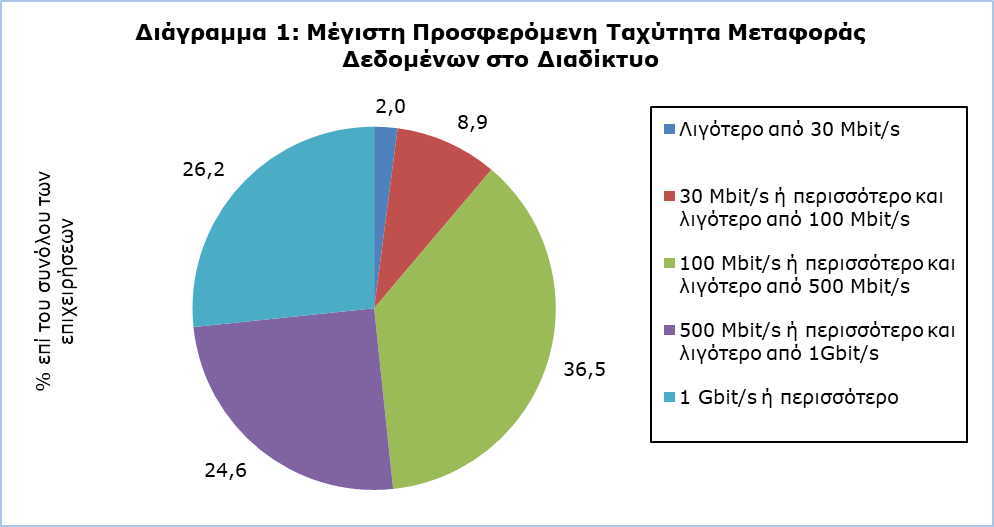 Διάγραμμα 1: Μέγιστη Προσφερόμενη Ταχύτητα Μεταφοράς
Δεδομένων στο Διαδίκτυο
% επί του συνόλου των
επιχειρήσεων
2,0
8,9
26,2
36,5
24,6
Λιγότερο από 30 Mbit/s
30 Mbit/s ή περισσότερο και
λιγότερο από 100 Mbit/s
100 Mbit/s ή περισσότερο και
λιγότερο από 500 Mbit/s
500 Mbit/s ή περισσότερο και
λιγότερο από 1Gbit/s
1 Gbit/s ή περισσότερο